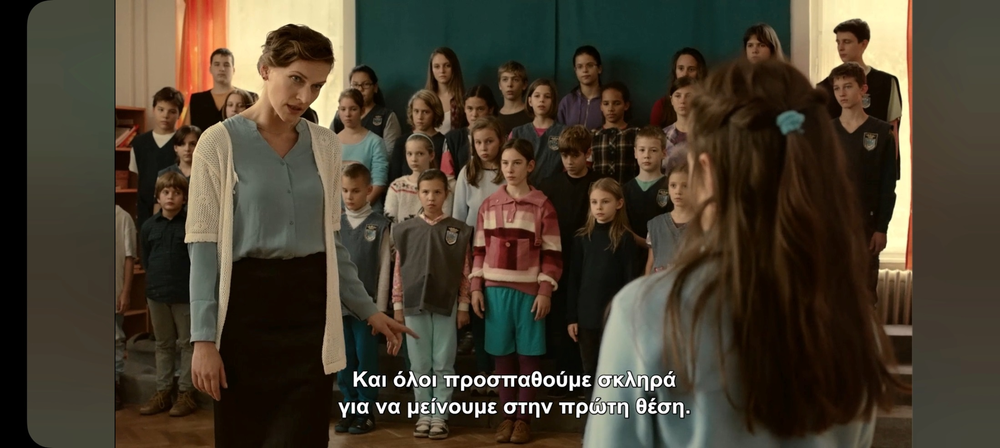 Και όλοι προσπαθούμε σκληρά
για να μείνουμε στην πρώτη θέση.